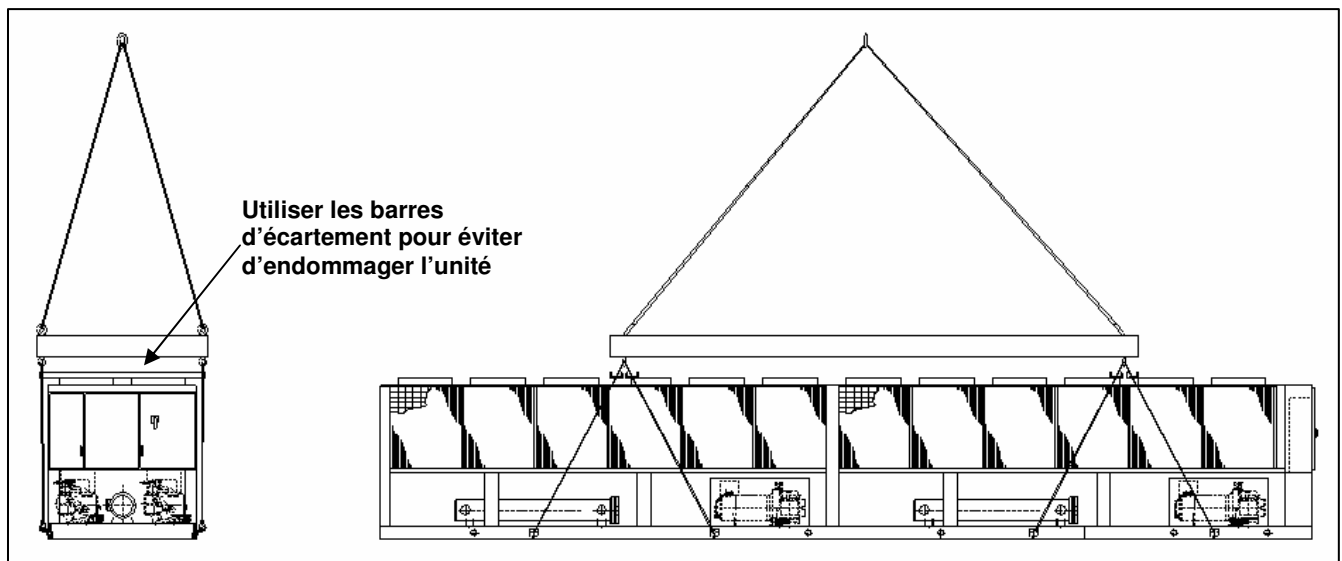 Utiliser les barres
d’écartement pour éviter
d’endommager l’unité